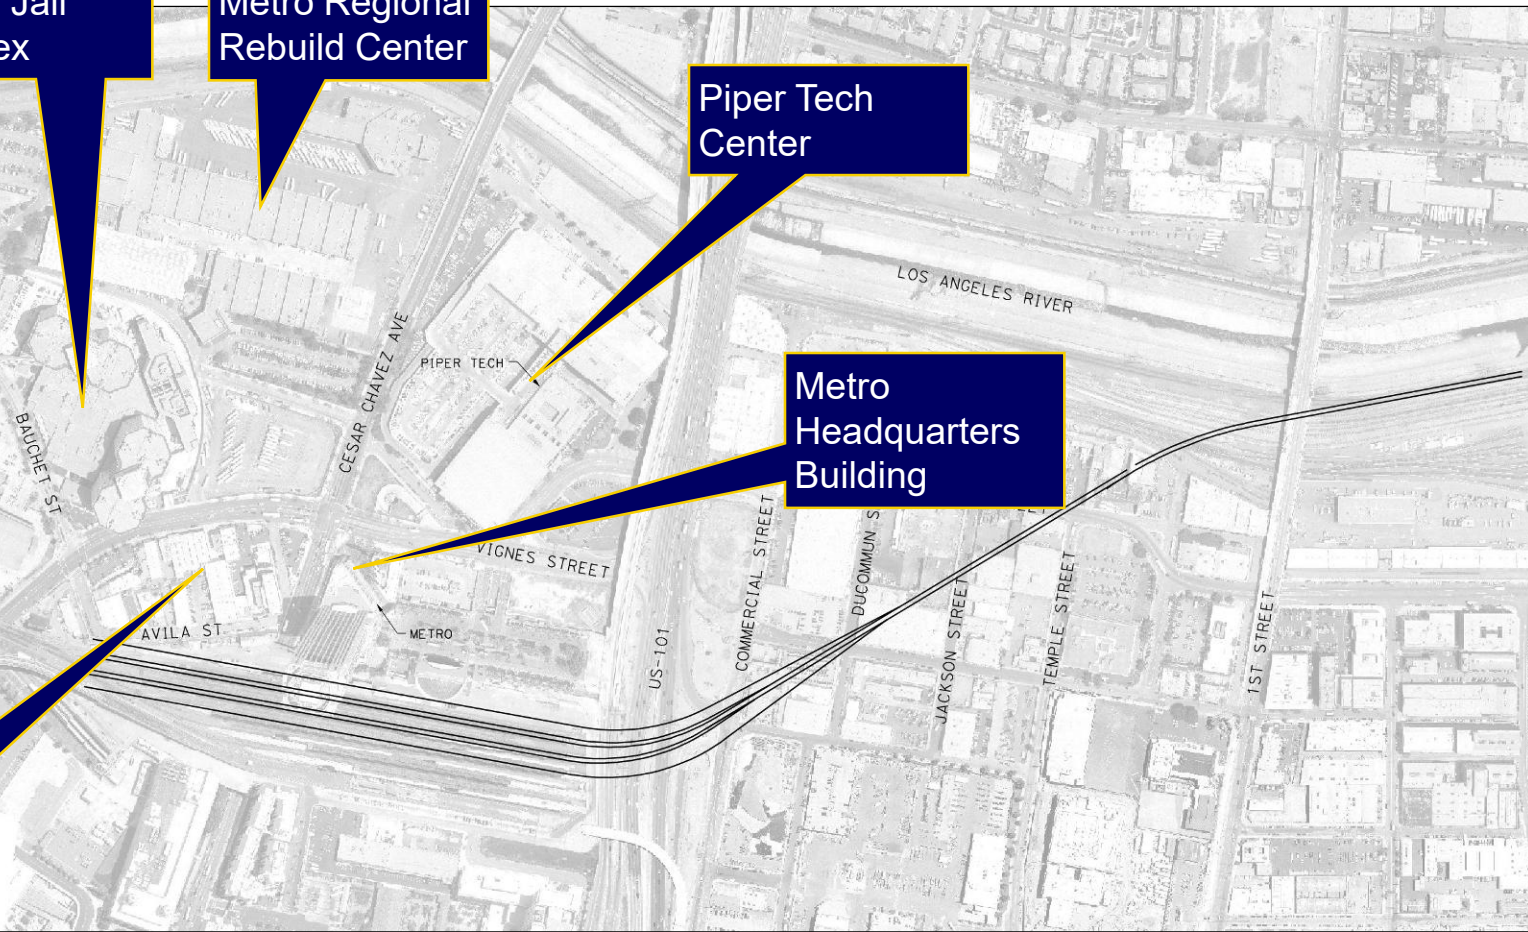 Jail
ex
Metro Regional
Rebuild Center
Piper Tech
Center
LOS ANGELES RIVER
PIPER TECH
CESAR CHAVEZ AVE
Metro
Headquarters
Building
BAUCHET ST
VIGNES STREET
COMMERCIAL STREET
DUCOMMUN S
AVILA ST.
METRO
US-101
JACKSON STREET
TEMPLE STREET
1ST STREET